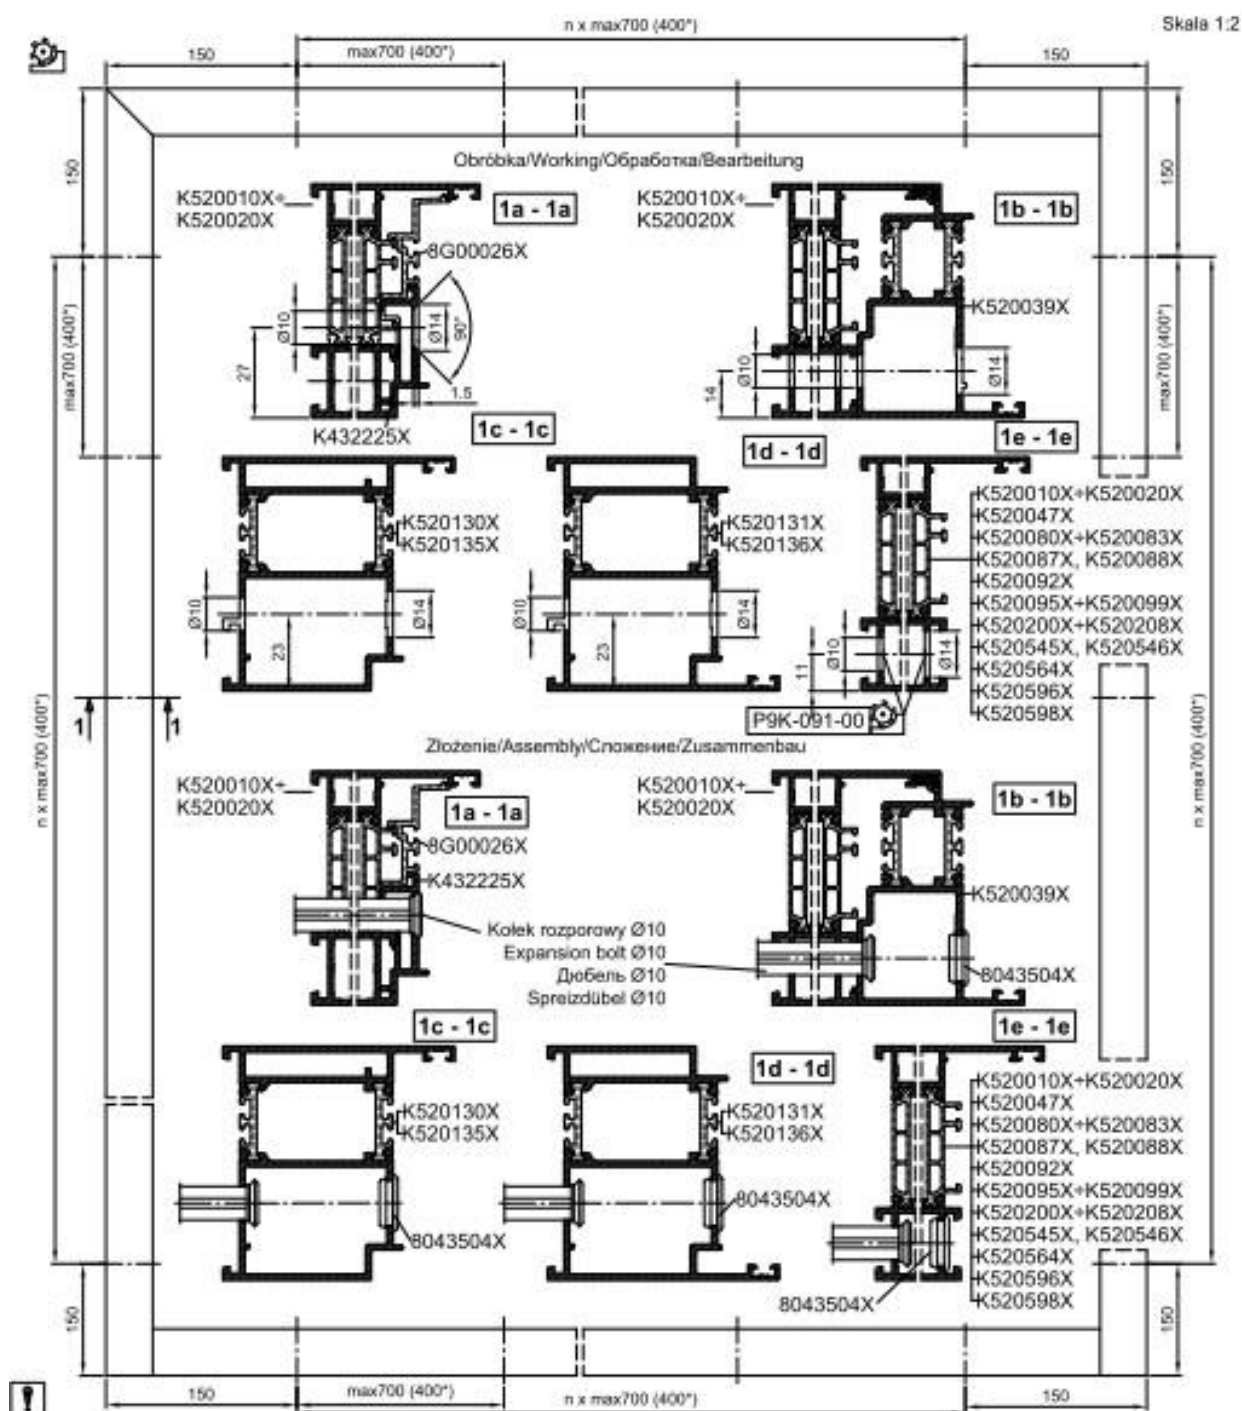 n x max700 (400*)
Skala 1:2
150
max700 (400*)
150
150
150
Obróbka/Working/Обработка/Bearbeitung
K520010X÷
K520020X
1a - 1a
K520010X÷
K520020X
1b - 1b
8G00026X
max700 (400*)
Ø10
Ø14
90°
27
1.5
K432225X
K520039X
Ø10
Ø14
14
max700 (400*)
1c - 1c
1d - 1d
1e - 1e
K520130X
K520135X
Ø10
Ø14
23
K520131X
K520136X
Ø10
Ø14
23
K520010X÷K520020X
K520047X
K520080X÷K520083X
K520087X, K520088X
K520092X
K520095X÷K520099X
K520200X÷K520208X
K520545X, K520546X
K520564X
K520596X
K520598X
Ø10
Ø14
11
P9K-091-00
1
1
n x max700 (400*)
n x max700 (400*)
Złożenie/Assembly/Сложение/Zusammenbau
K520010X÷
K520020X
1a - 1a
K520010X÷
K520020X
1b - 1b
8G00026X
K432225X
K520039X
Kołek rozporowy Ø10
Expansion bolt Ø10
Дюбель Ø10
Spreizdübel Ø10
8043504X
1c - 1c
1d - 1d
1e - 1e
K520130X
K520135X
8043504X
K520131X
K520136X
8043504X
K520010X÷K520020X
K520047X
K520080X÷K520083X
K520087X, K520088X
K520092X
K520095X÷K520099X
K520200X÷K520208X
K520545X, K520546X
K520564X
K520596X
K520598X
8043504X
150
150
150
max700 (400*)
n x max700 (400*)
150